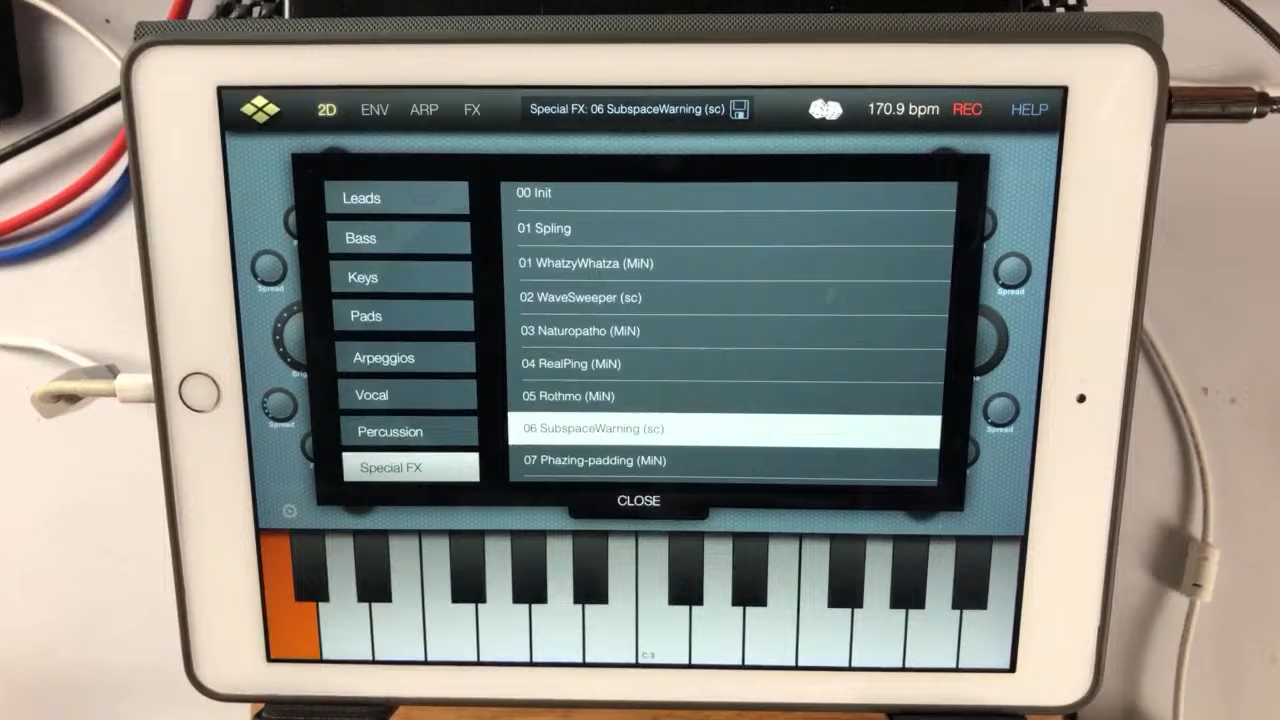 2D ENV ARP FX Special FX: 06 SubspaceWarning (sc) 170.9 bpm REC HELP
Leads
Bass
Keys
Pads
Arpeggios
Vocal
Percussion
Special FX
00 Init
01 Spling
01 WhatzyWhatza (MiN)
02 WaveSweeper (sc)
03 Naturopatho (MiN)
04 RealPing (MiN)
05 Rothmo (MiN)
06 SubspaceWarning (sc)
07 Phazing-padding (MiN)
CLOSE
Spread
Spread
Spread
Spread
C 3